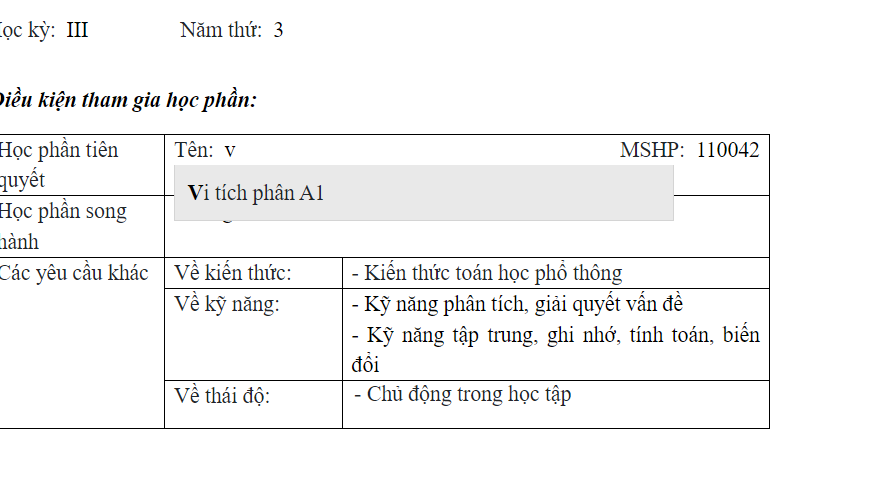 ọc kỳ: III Năm thứ: 3
Điều kiện tham gia học phần:
Học phần tiên Tên: v MSHP: 110042
quyết
Vi tích phân A1
Học phần song
hành
Các yêu cầu khác Về kiến thức: - Kiến thức toán học phổ thông
Về kỹ năng: - Kỹ năng phân tích, giải quyết vấn đề
- Kỹ năng tập trung, ghi nhớ, tính toán, biến
đổi
Về thái độ: - Chủ động trong học tập